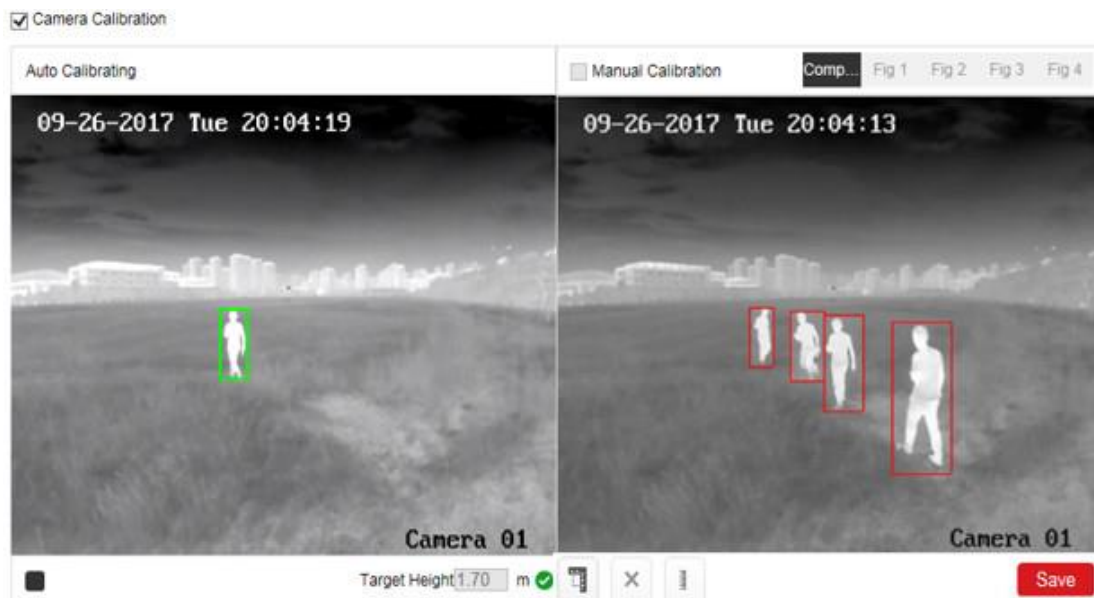 Camera Calibration
Auto Calibrating
Manual Calibration
Comp... Fig 1 Fig 2 Fig 3 Fig 4
09-26-2017 Tue 20:04:19
Camera 01
09-26-2017 Tue 20:04:13
Camera 01
Target Height 1.70 m
Save